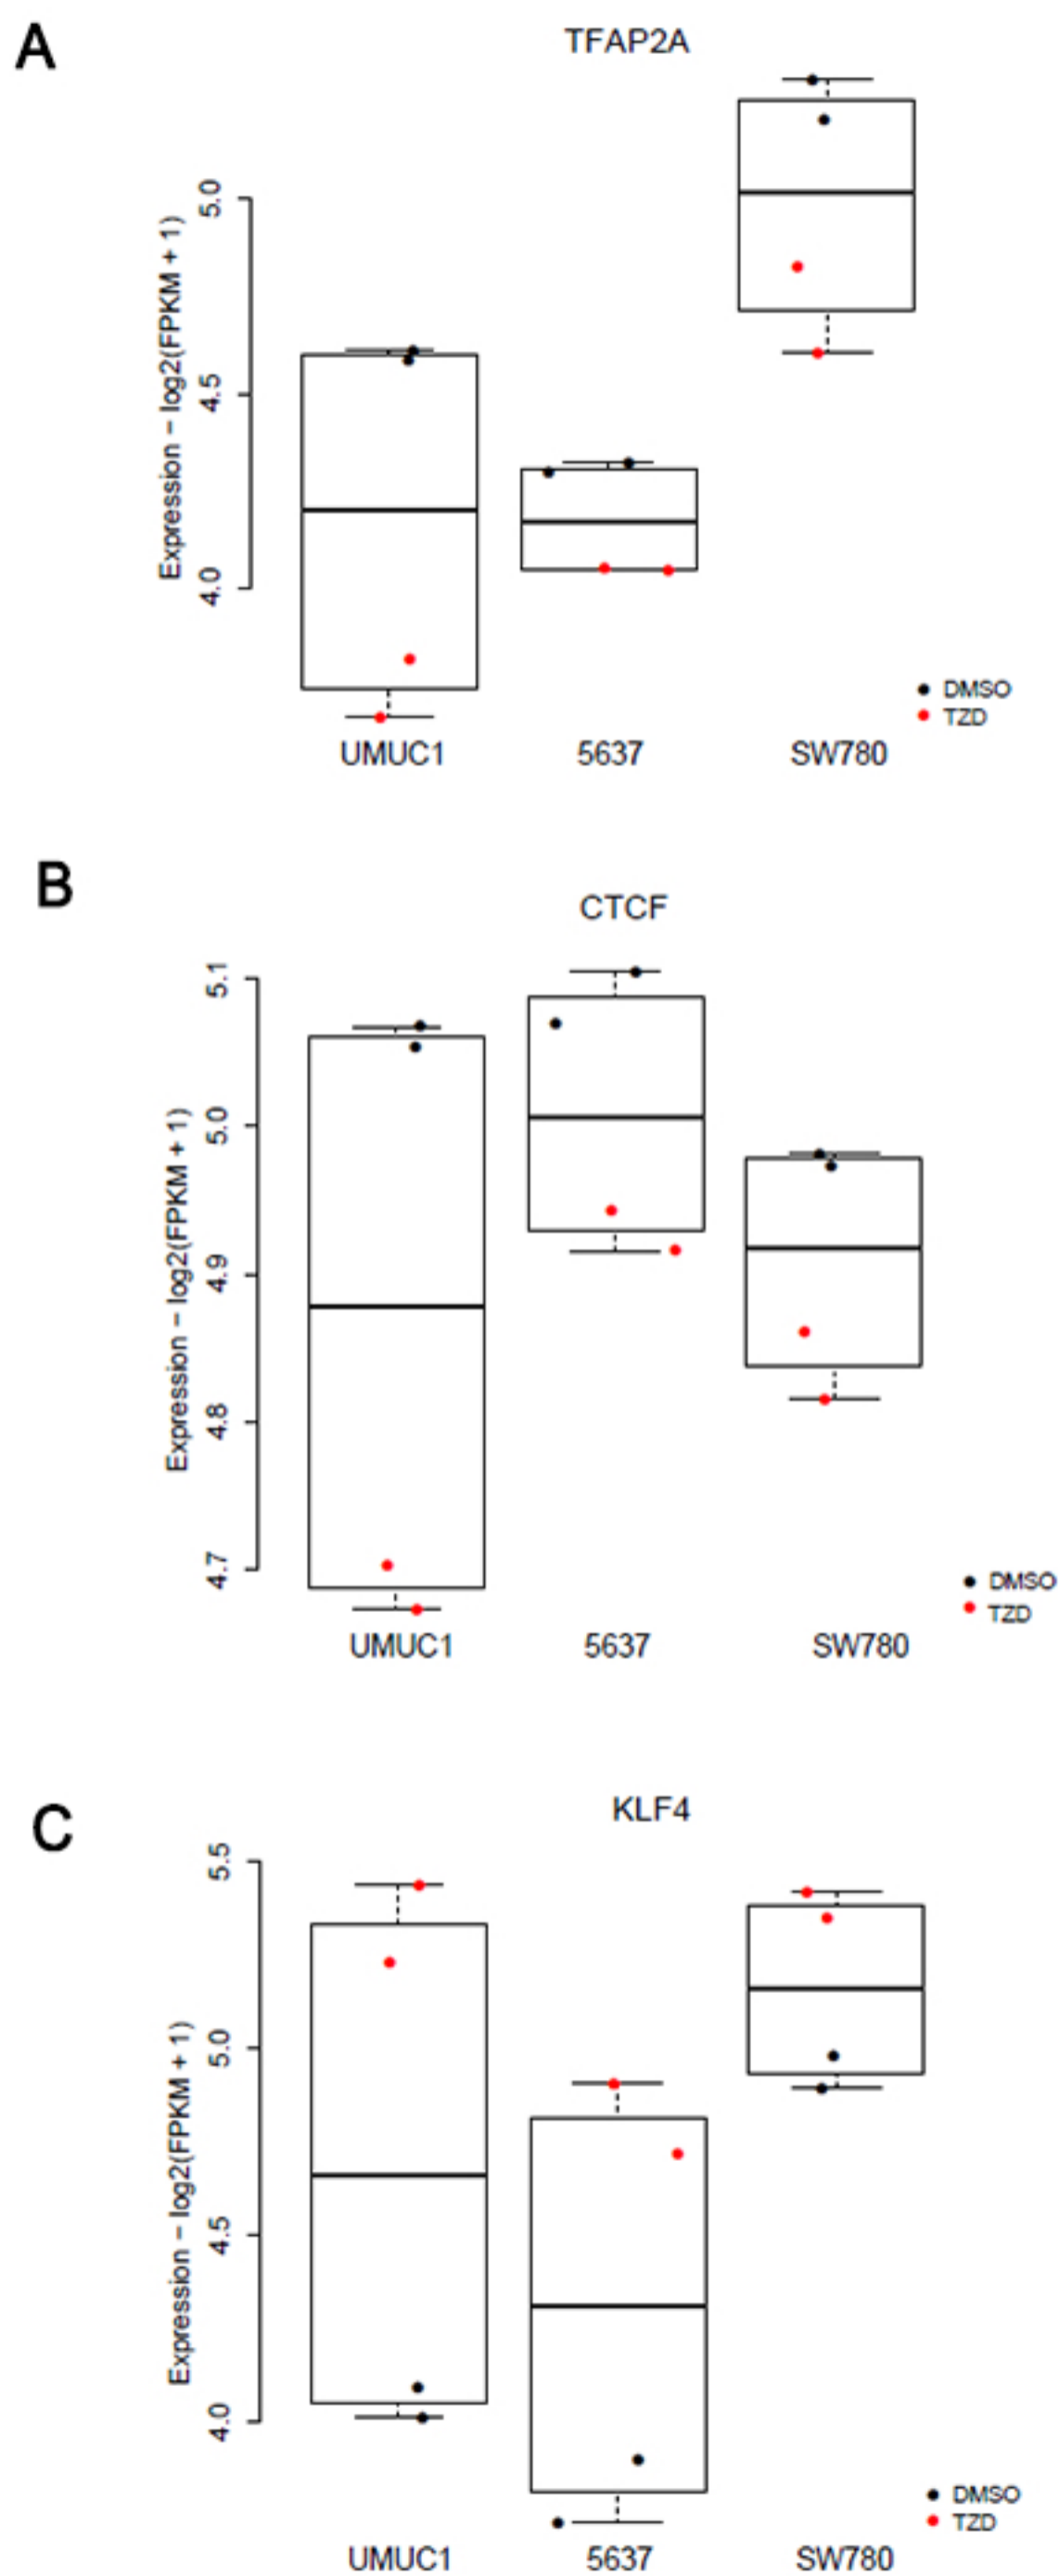 A
TFAP2A
Expression − log2(FPKM + 1)
5.0
4.5
4.0
DMSO
TZD
UMUC1 5637 SW780
B
CTCF
Expression − log2(FPKM + 1)
5.1
5.0
4.9
4.8
4.7
DMSO
TZD
UMUC1 5637 SW780
C
KLF4
Expression − log2(FPKM + 1)
5.5
5.0
4.5
4.0
DMSO
TZD
UMUC1 5637 SW780